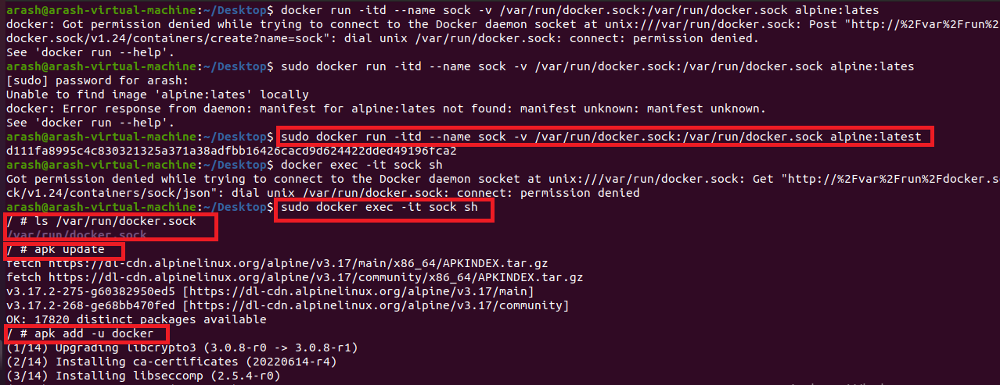 arash@arash-virtual-machine:~/Desktop$ docker run -itd --name sock -v /var/run/docker.sock:/var/run/docker.sock alpine:lates
docker: Got permission denied while trying to connect to the Docker daemon socket at unix:///var/run/docker.sock: Post "http://%2Fvar%2Frun%2
docker.sock/v1.24/containers/create?name=sock": dial unix /var/run/docker.sock: connect: permission denied.
See 'docker run --help'.
arash@arash-virtual-machine:~/Desktop$ sudo docker run -itd --name sock -v /var/run/docker.sock:/var/run/docker.sock alpine:lates
[sudo] password for arash:
Unable to find image 'alpine:lates' locally
docker: Error response from daemon: manifest for alpine:lates not found: manifest unknown: manifest unknown.
See 'docker run --help'.
arash@arash-virtual-machine:~/Desktop$ sudo docker run -itd --name sock -v /var/run/docker.sock:/var/run/docker.sock alpine:latest
d111fa8995c4c830321325a371a38adfbb16426cacd9d624422dded49196fca2
arash@arash-virtual-machine:~/Desktop$ docker exec -it sock sh
Got permission denied while trying to connect to the Docker daemon socket at unix:///var/run/docker.sock: Get "http://%2Fvar%2Frun%2Fdocker.so
ck/v1.24/containers/sock/json": dial unix /var/run/docker.sock: connect: permission denied
arash@arash-virtual-machine:~/Desktop$ sudo docker exec -it sock sh
/ # ls /var/run/docker.sock
/var/run/docker.sock
/ # apk update
fetch https://dl-cdn.alpinelinux.org/alpine/v3.17/main/x86_64/APKINDEX.tar.gz
fetch https://dl-cdn.alpinelinux.org/alpine/v3.17/community/x86_64/APKINDEX.tar.gz
v3.17.2-275-g60382950ed5 [https://dl-cdn.alpinelinux.org/alpine/v3.17/main]
v3.17.2-268-ge68bb470fed [https://dl-cdn.alpinelinux.org/alpine/v3.17/community]
OK: 17820 distinct packages available
/ # apk add -u docker
(1/14) Upgrading libcrypto3 (3.0.8-r0 -> 3.0.8-r1)
(2/14) Installing ca-certificates (20220614-r4)
(3/14) Installing libseccomp (2.5.4-r0)